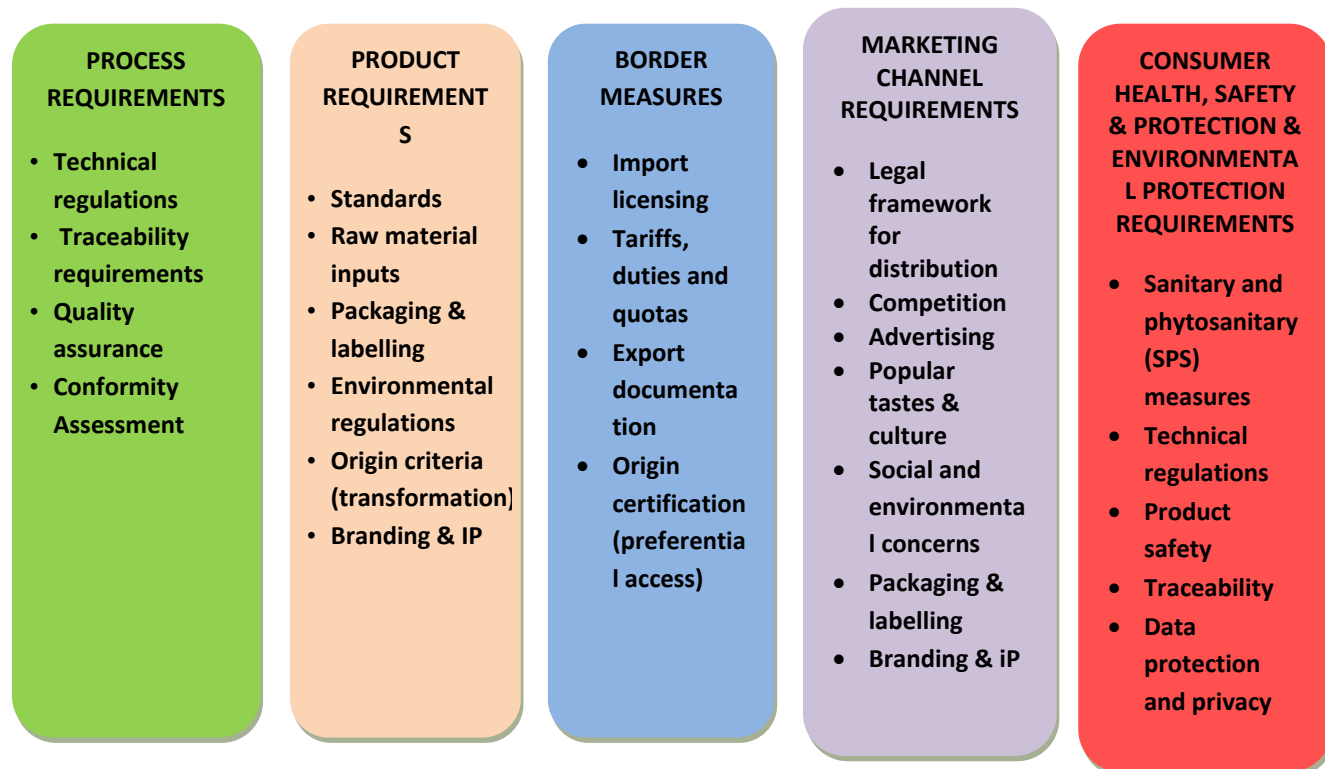 PROCESS
REQUIREMENTS
• Technical
regulations
• Traceability
requirements
• Quality
assurance
• Conformity
Assessment
PRODUCT
REQUIREMENT
S
• Standards
• Raw material
inputs
• Packaging &
labelling
• Environmental
regulations
• Origin criteria
(transformation)
• Branding & IP
BORDER
MEASURES
• Import
licensing
• Tariffs,
duties and
quotas
• Export
documenta
tion
• Origin
certification
(preferentia
l access)
MARKETING
CHANNEL
REQUIREMENTS
• Legal
framework
for
distribution
• Competition
• Advertising
• Popular
tastes &
culture
• Social and
environmenta
l concerns
• Packaging &
labelling
• Branding & iP
CONSUMER
HEALTH, SAFETY
& PROTECTION &
ENVIRONMENTA
L PROTECTION
REQUIREMENTS
• Sanitary and
phytosanitary
(SPS)
measures
• Technical
regulations
• Product
safety
• Traceability
• Data
protection
and privacy